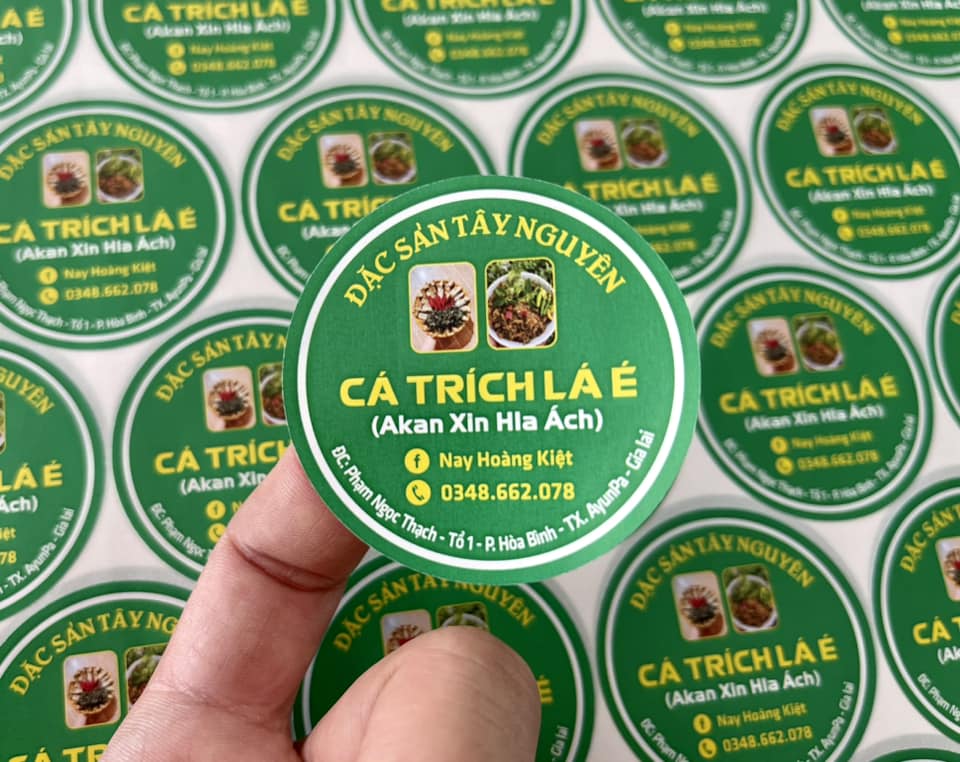 ĐẶC SẢN TÂY NGUYÊN
CÁ TRÍCH LÁ É
(Akan Xin Hla Ách)
Nay Hoàng Kiệt
0348.662.078
ĐC: Phạm Ngọc Thạch - Tổ 1 - P. Hòa Bình - TX. AyunPa - Gia lai